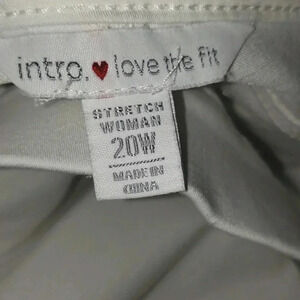 intro.♥love the fit
STRETCH
WOMAN
20W
MADE IN
CHINA